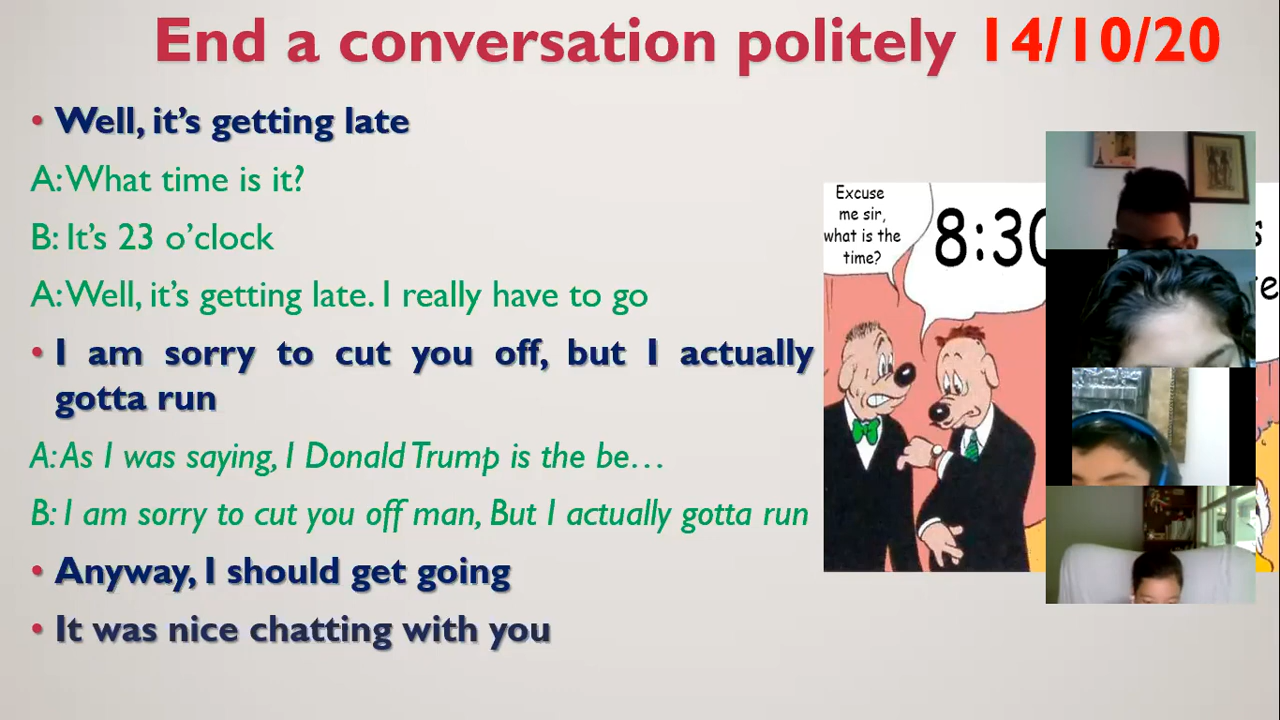 End a conversation politely 14/10/20
• Well, it's getting late
A: What time is it?
B: It's 23 o'clock
A: Well, it's getting late. I really have to go
• I am sorry to cut you off, but I actually
gotta run
A: As I was saying, I Donald Trump is the be…
B: I am sorry to cut you off man, But I actually gotta run
• Anyway, I should get going
• It was nice chatting with you
Excuse
me sir,
what is the
time?
8:30